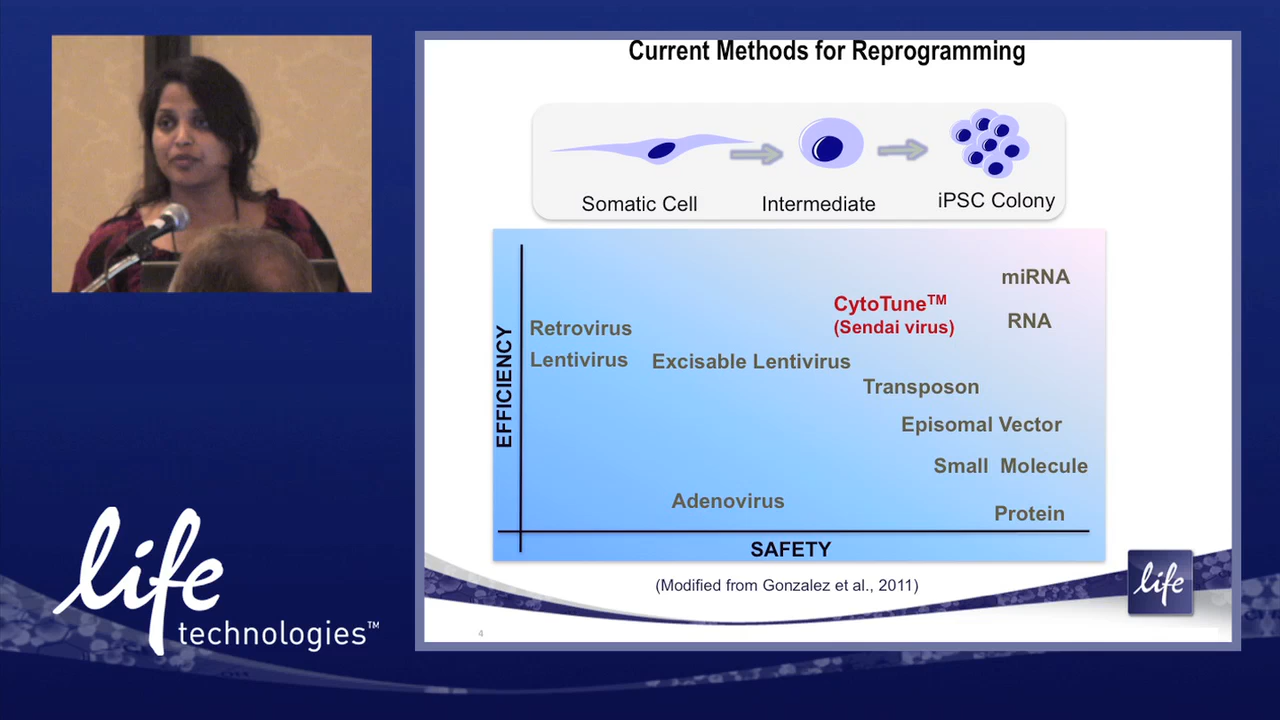 Current Methods for Reprogramming
Somatic Cell
Intermediate
iPSC Colony
EFFICIENCY
miRNA
CytoTune™
(Sendai virus)
RNA
Retrovirus
Lentivirus
Excisable Lentivirus
Transposon
Episomal Vector
Small Molecule
Adenovirus
Protein
SAFETY
(Modified from Gonzalez et al., 2011)
life
4
life
technologies™